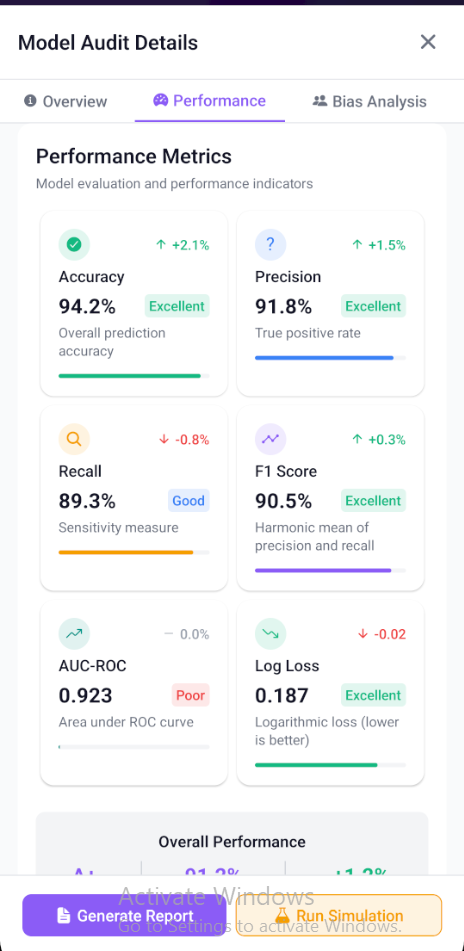 Model Audit Details
Overview Performance Bias Analysis
Performance Metrics
Model evaluation and performance indicators
↑ +2.1%
Accuracy
94.2% Excellent
Overall prediction
accuracy
? ↑ +1.5%
Precision
91.8% Excellent
True positive rate
↓ -0.8%
Recall
89.3% Good
Sensitivity measure
↑ +0.3%
F1 Score
90.5% Excellent
Harmonic mean of
precision and recall
— 0.0%
AUC-ROC
0.923 Poor
Area under ROC curve
↓ -0.02
Log Loss
0.187 Excellent
Logarithmic loss (lower
is better)
Overall Performance
Activate Windows
Go to Settings to activate Windows.
Generate Report Run Simulation